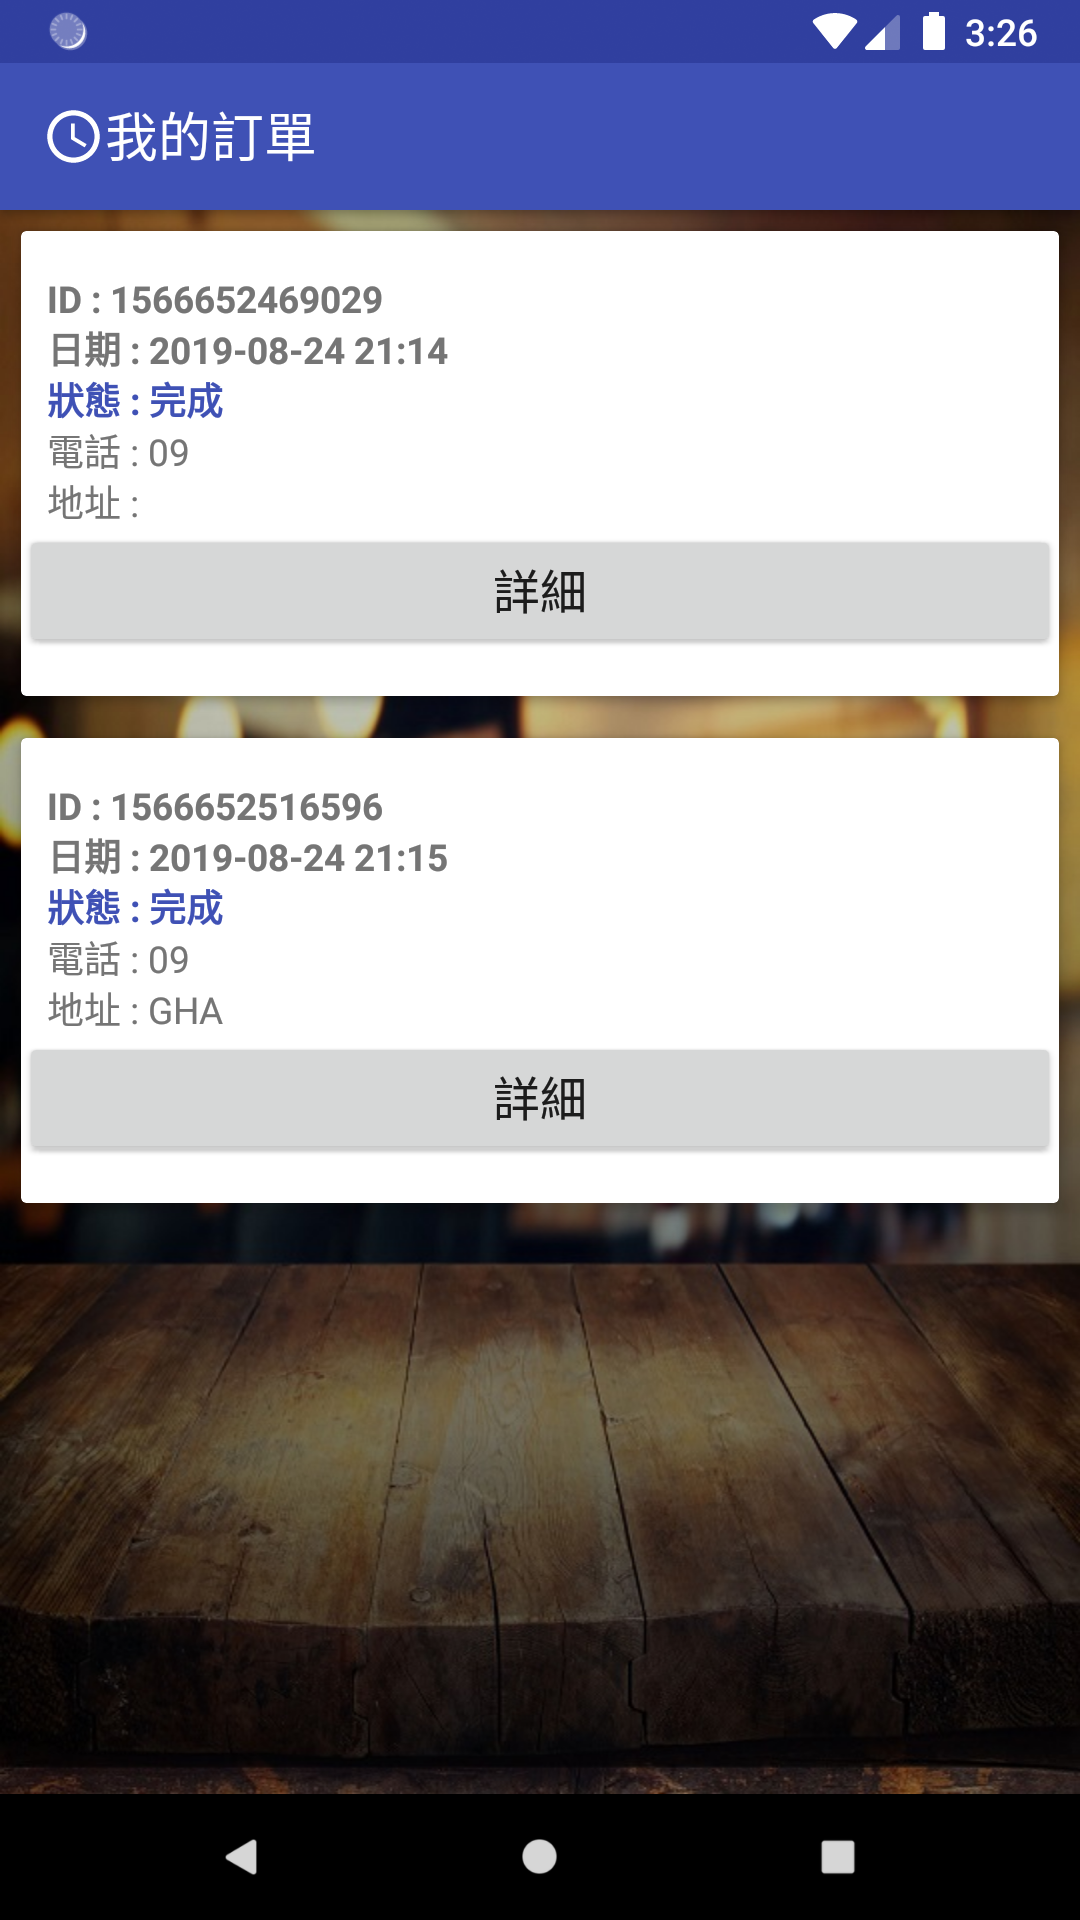 3:26
我的訂單
ID : 1566652469029
日期 : 2019-08-24 21:14
狀態 : 完成
電話 : 09
地址 :
詳細
ID : 1566652516596
日期 : 2019-08-24 21:15
狀態 : 完成
電話 : 09
地址 : GHA
詳細